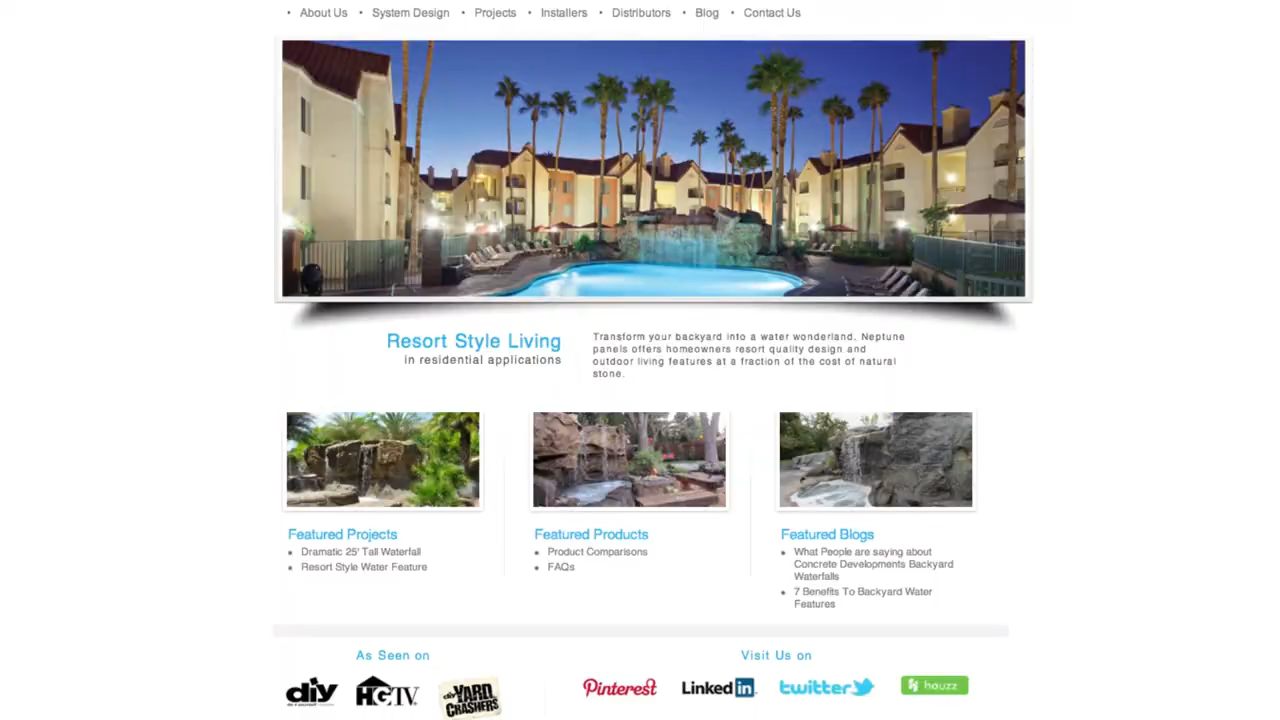 • About Us • System Design • Projects • Installers • Distributors • Blog • Contact Us
Resort Style Living
in residential applications
Transform your backyard into a water wonderland. Neptune
panels offers homeowners resort quality design and
outdoor living features at a fraction of the cost of natural
stone.
Featured Projects
• Dramatic 25' Tall Waterfall
• Resort Style Water Feature
Featured Products
• Product Comparisons
• FAQs
Featured Blogs
• What People are saying about
Concrete Developments Backyard
Waterfalls
• 7 Benefits To Backyard Water
Features
As Seen on
diy
HGTV
diy YARD
CRASHERS
Visit Us on
Pinterest
Linked in
twitter
houzz